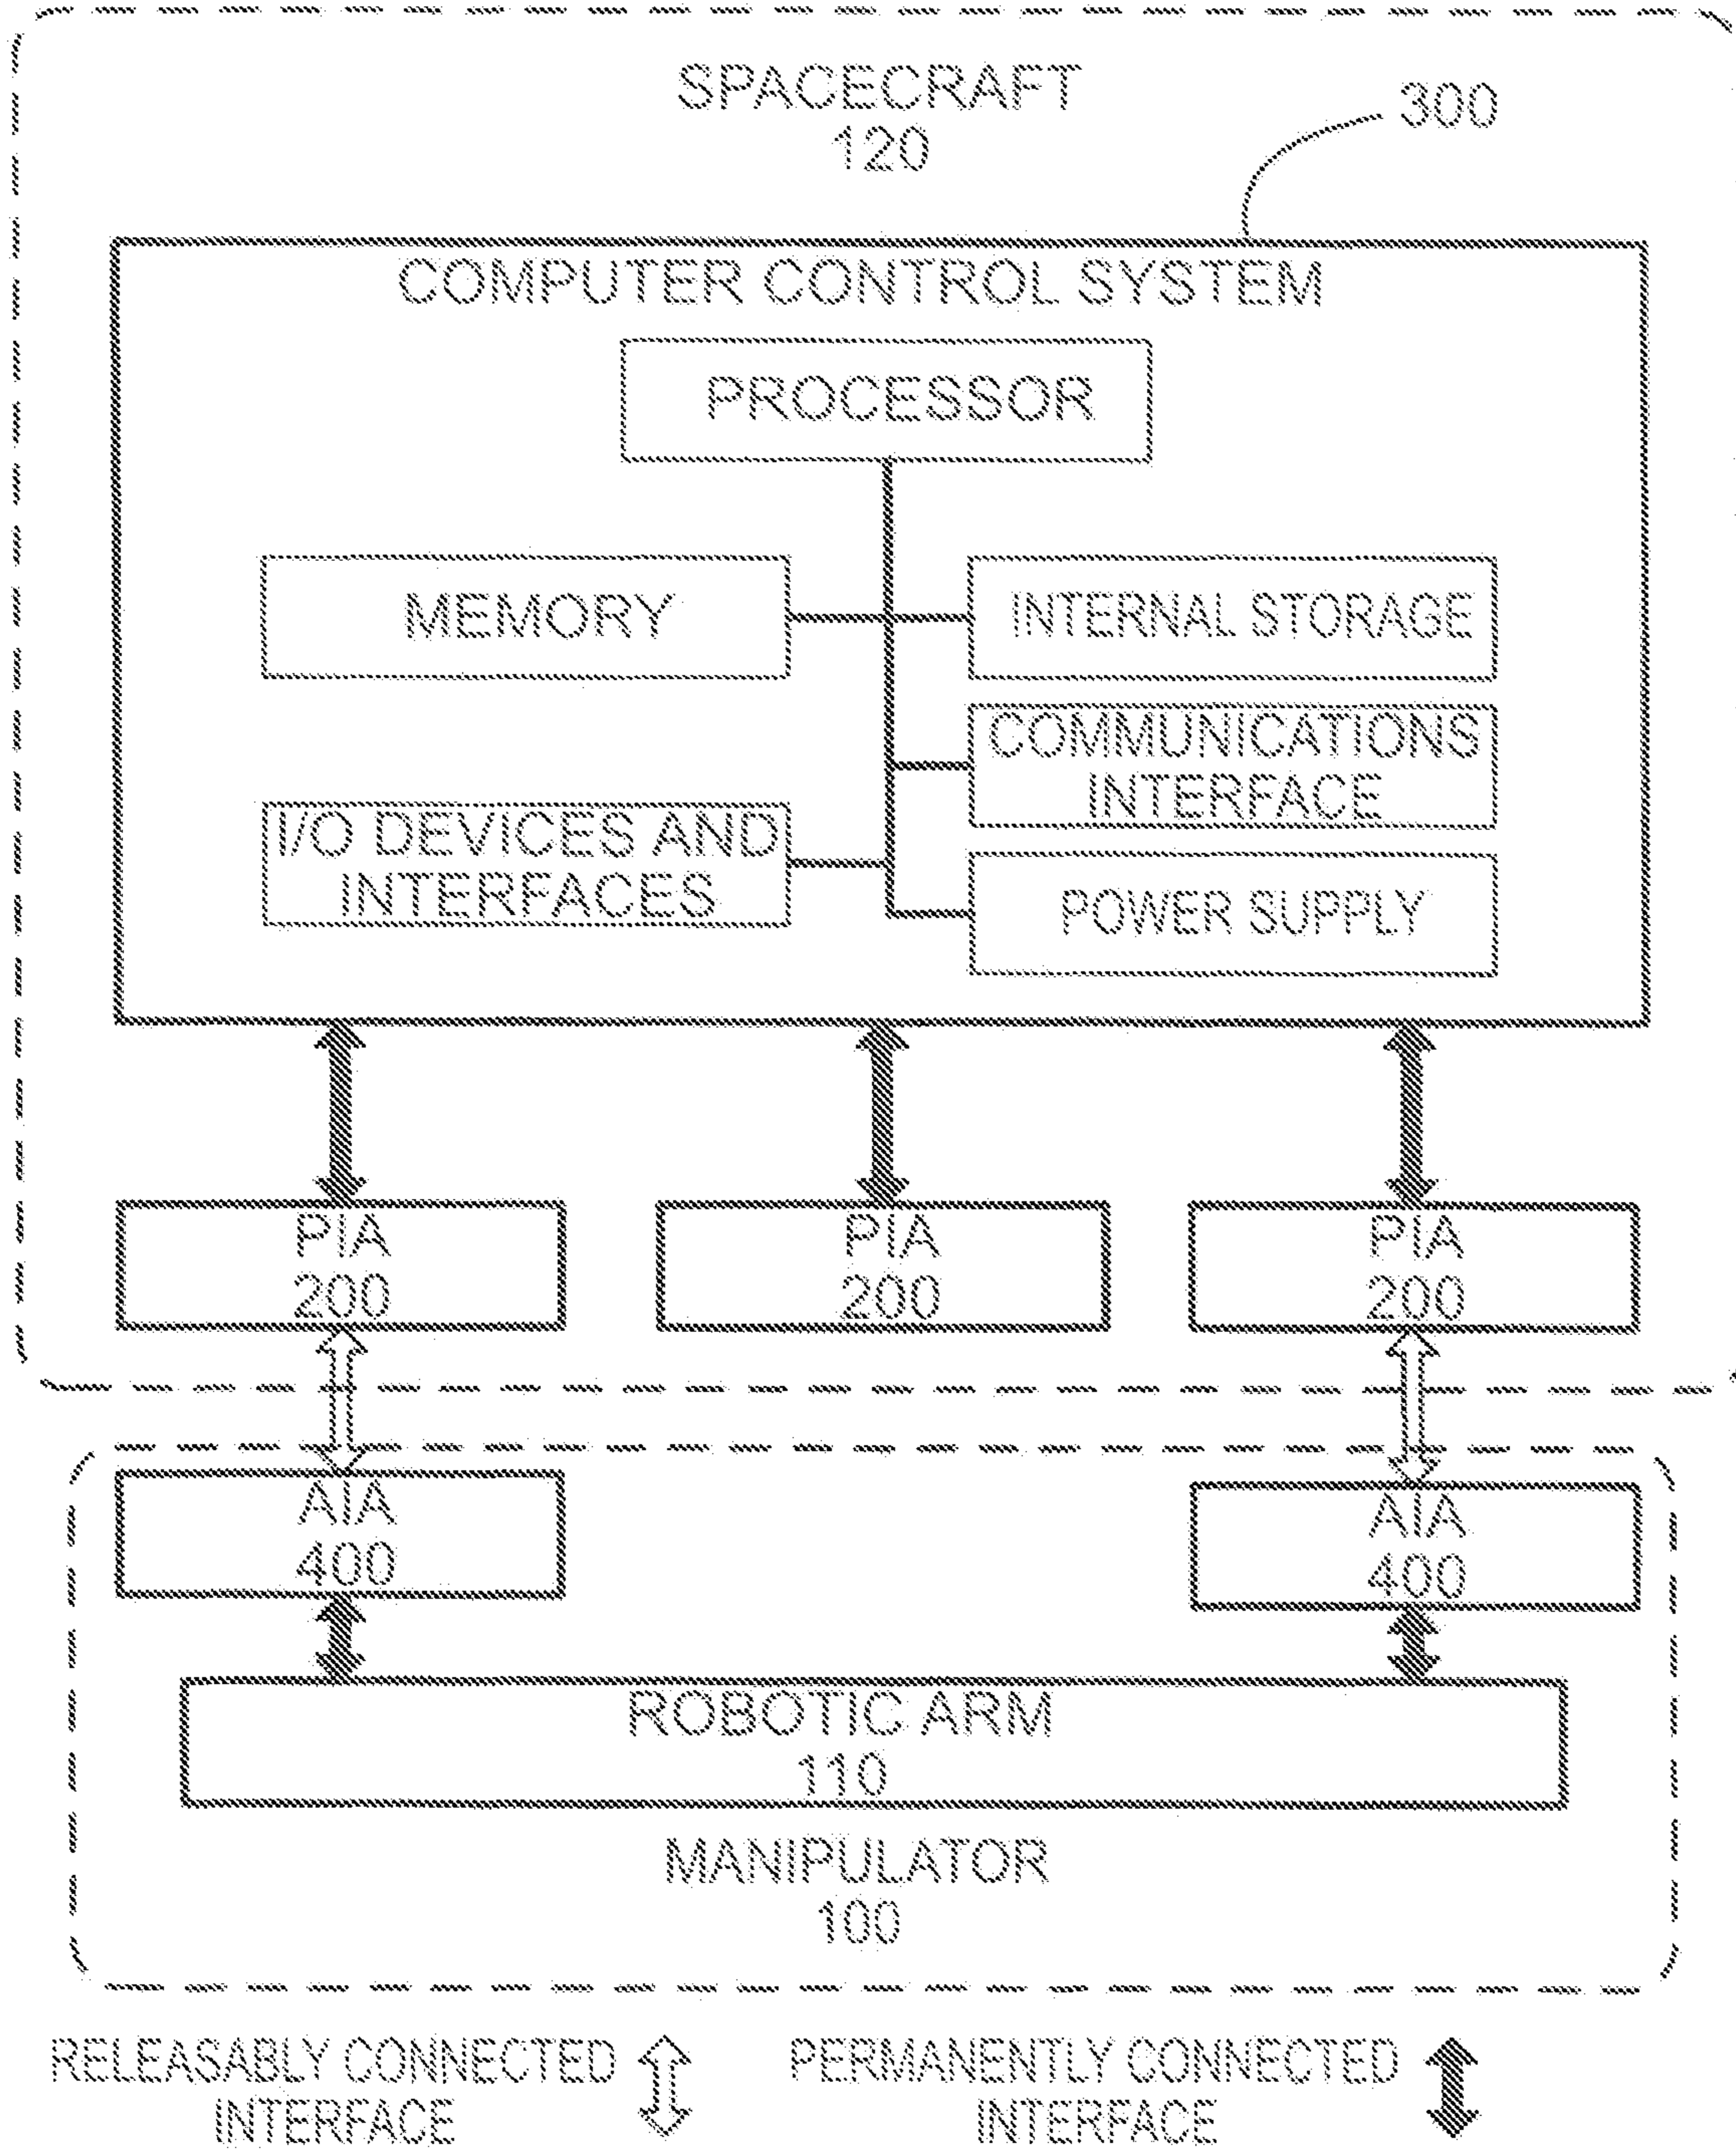 SPACECRAFT
120
300
COMPUTER CONTROL SYSTEM
PROCESSOR
MEMORY
INTERNAL STORAGE
COMMUNICATIONS
INTERFACE
I/O DEVICES AND
INTERFACES
POWER SUPPLY
PIA
200
PIA
200
PIA
200
AIA
400
AIA
400
ROBOTIC ARM
110
MANIPULATOR
100
RELEASABLY CONNECTED
INTERFACE
PERMANENTLY CONNECTED
INTERFACE